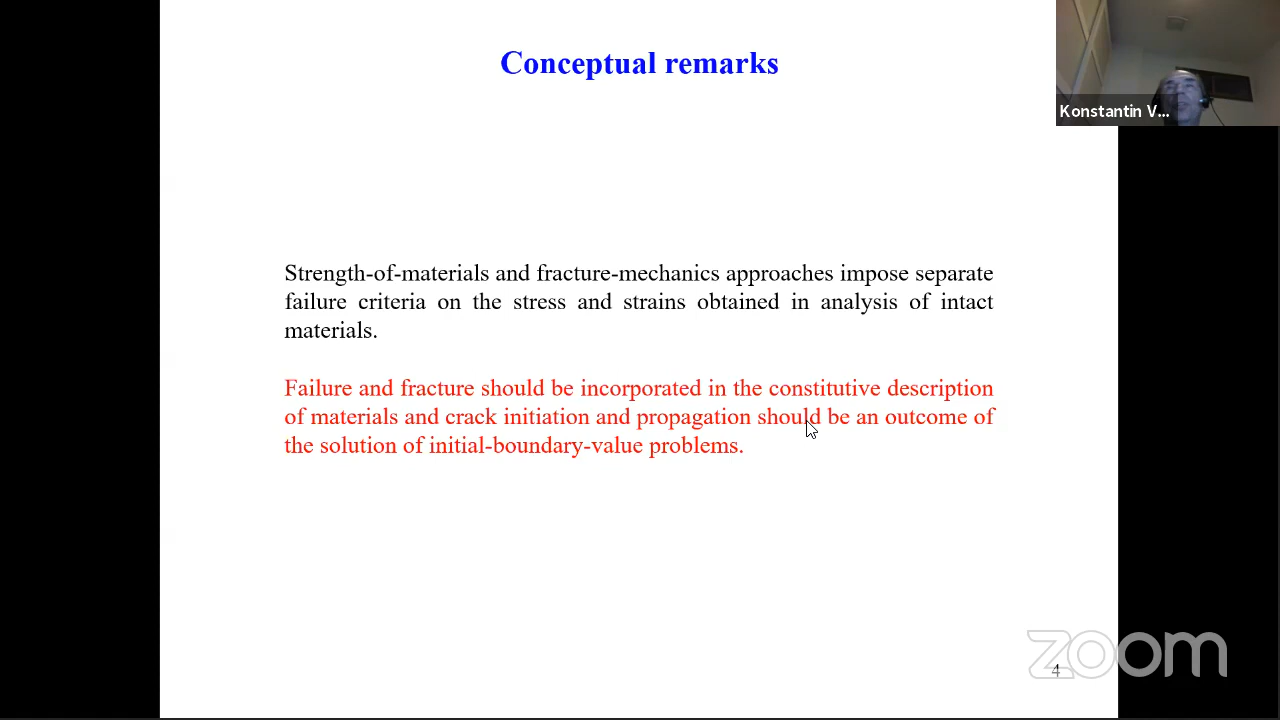 Conceptual remarks
Konstantin V...
Strength-of-materials and fracture-mechanics approaches impose separate
failure criteria on the stress and strains obtained in analysis of intact
materials.
Failure and fracture should be incorporated in the constitutive description
of materials and crack initiation and propagation should be an outcome of
the solution of initial-boundary-value problems.
zoom
4